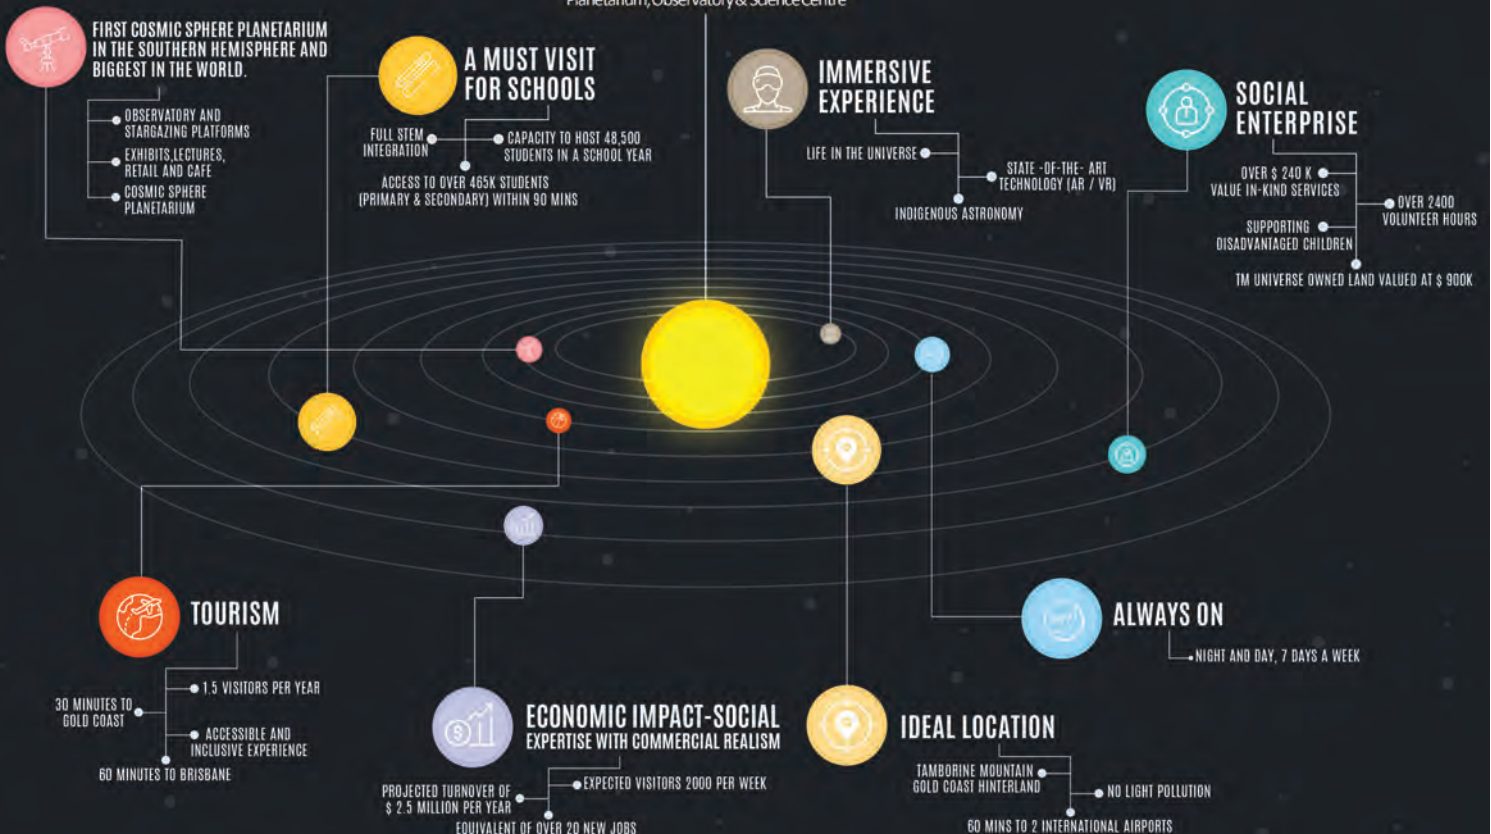 Planetarium, Observatory & Science Centre
FIRST COSMIC SPHERE PLANETARIUM
IN THE SOUTHERN HEMISPHERE AND
BIGGEST IN THE WORLD.
OBSERVATORY AND
STARGAZING PLATFORMS
EXHIBITS,LECTURES,
RETAIL AND CAFE
COSMIC SPHERE
PLANETARIUM
A MUST VISIT
FOR SCHOOLS
FULL STEM
INTEGRATION
CAPACITY TO HOST 48,500
STUDENTS IN A SCHOOL YEAR
ACCESS TO OVER 465K STUDENTS
(PRIMARY & SECONDARY) WITHIN 90 MINS
IMMERSIVE
EXPERIENCE
LIFE IN THE UNIVERSE
STATE -OF-THE- ART
TECHNOLOGY (AR / VR)
INDIGENOUS ASTRONOMY
SOCIAL
ENTERPRISE
OVER $ 240 K
VALUE IN-KIND SERVICES
OVER 2400
VOLUNTEER HOURS
SUPPORTING
DISADVANTAGED CHILDREN
TM UNIVERSE OWNED LAND VALUED AT $ 900K
TOURISM
1.5 VISITORS PER YEAR
30 MINUTES TO
GOLD COAST
ACCESSIBLE AND
INCLUSIVE EXPERIENCE
60 MINUTES TO BRISBANE
ECONOMIC IMPACT-SOCIAL
EXPERTISE WITH COMMERCIAL REALISM
EXPECTED VISITORS 2000 PER WEEK
PROJECTED TURNOVER OF
$ 2.5 MILLION PER YEAR
EQUIVALENT OF OVER 20 NEW JOBS
IDEAL LOCATION
TAMBORINE MOUNTAIN
GOLD COAST HINTERLAND
NO LIGHT POLLUTION
60 MINS TO 2 INTERNATIONAL AIRPORTS
ALWAYS ON
NIGHT AND DAY, 7 DAYS A WEEK